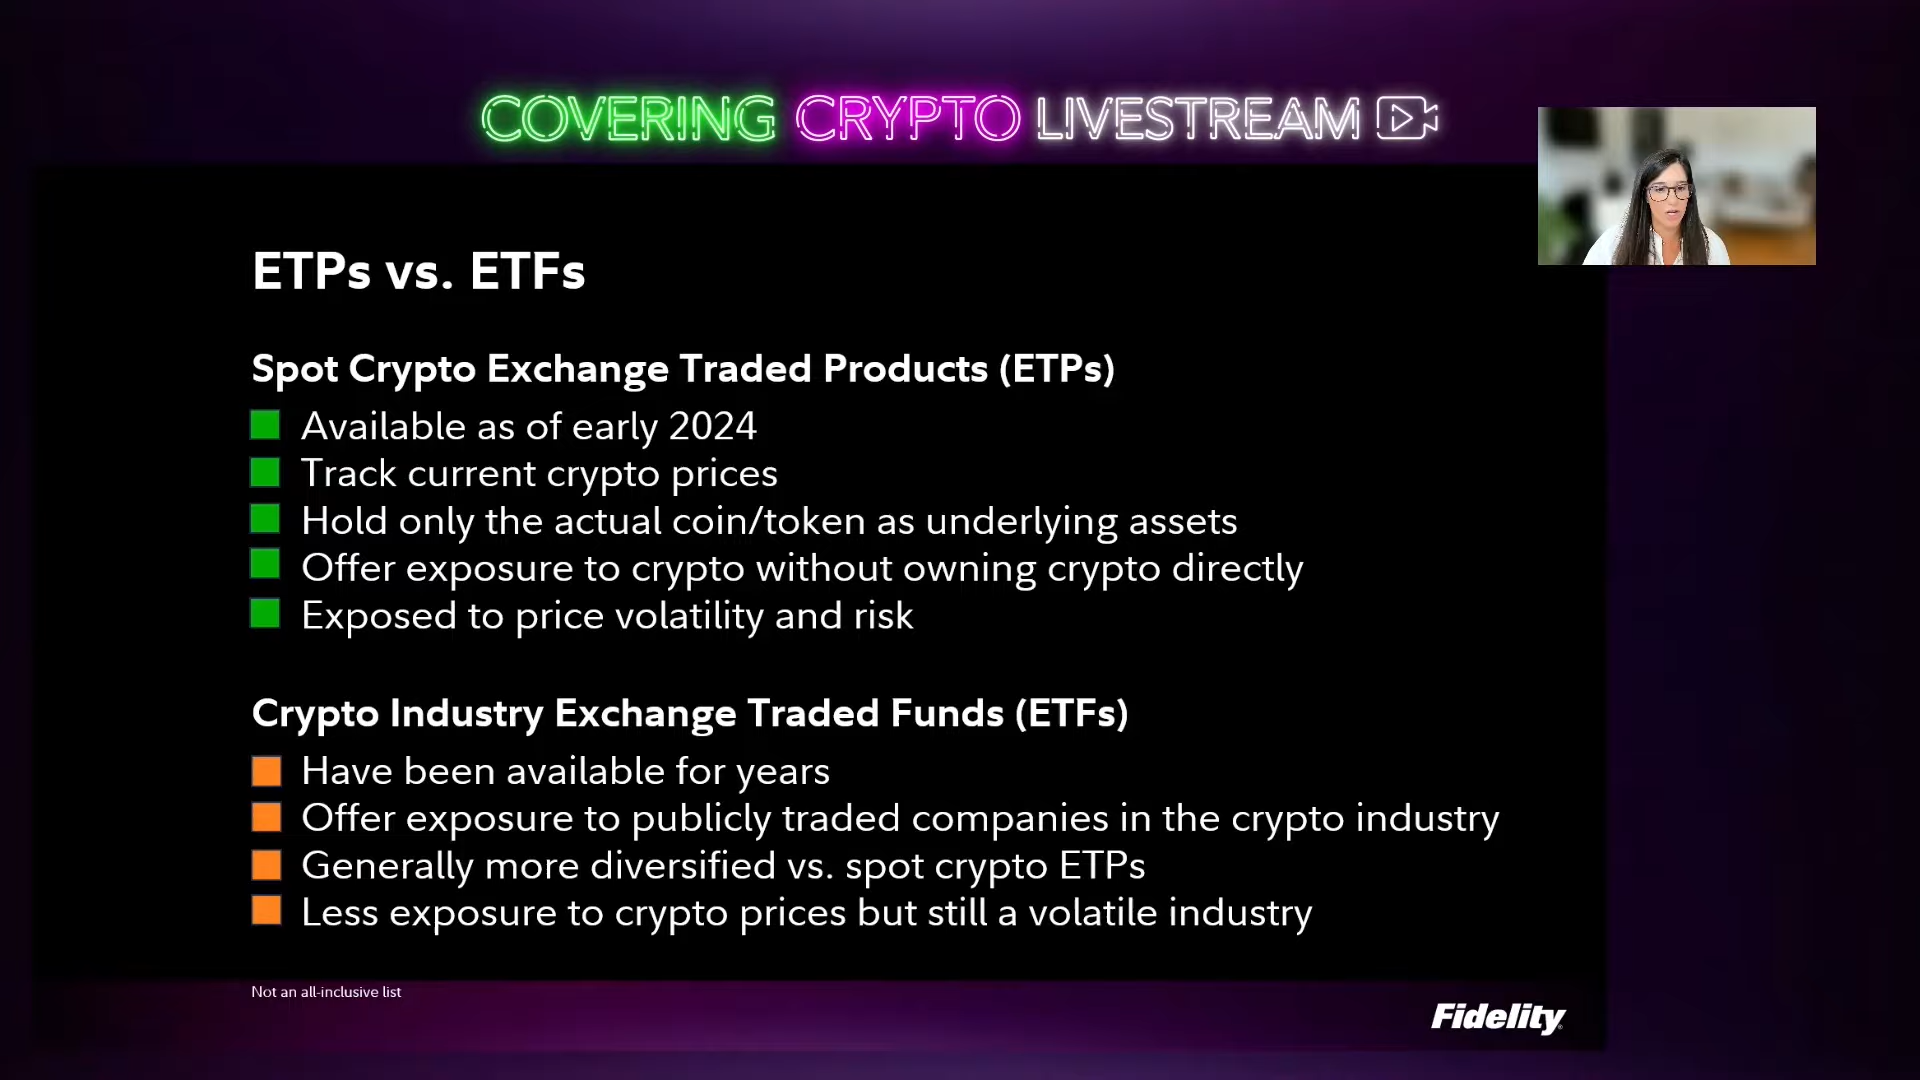 COVERING CRYPTO LIVESTREAM
ETPs vs. ETFs
Spot Crypto Exchange Traded Products (ETPs)
Available as of early 2024
Track current crypto prices
Hold only the actual coin/token as underlying assets
Offer exposure to crypto without owning crypto directly
Exposed to price volatility and risk
Crypto Industry Exchange Traded Funds (ETFs)
Have been available for years
Offer exposure to publicly traded companies in the crypto industry
Generally more diversified vs. spot crypto ETPs
Less exposure to crypto prices but still a volatile industry
Not an all-inclusive list
Fidelity